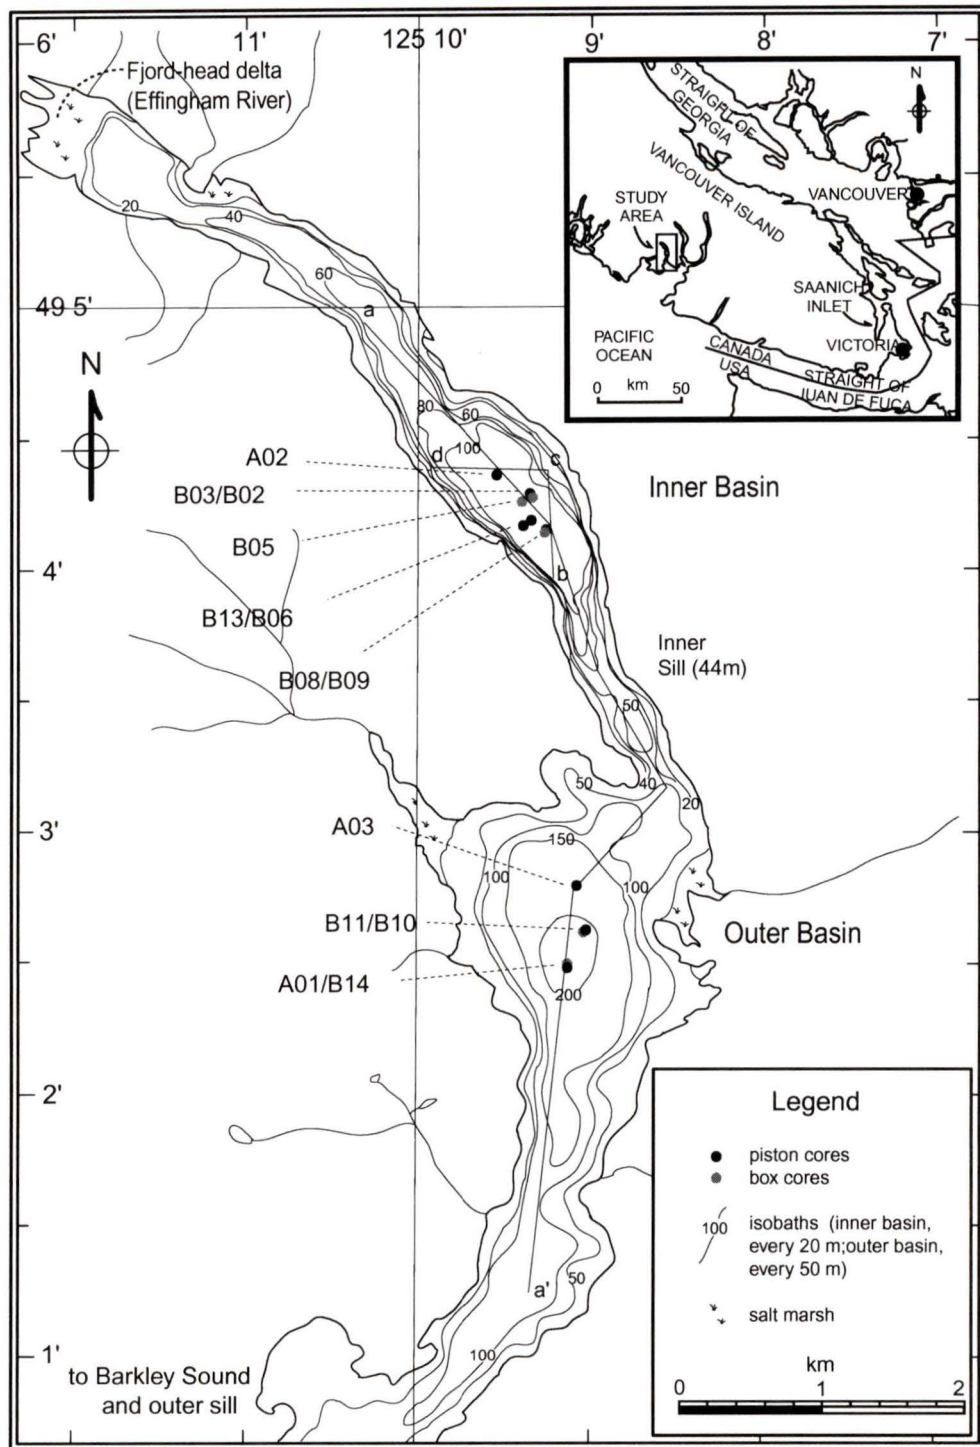 6'
11'
125 10'
9'
8'
7'
Fjord-head delta
(Effingham River)
20
40
60
a
49 5'
N
80
60
100
d
c
A02
B03/B02
B05
4'
b
B13/B06
B08/B09
Inner Basin
Inner
Sill (44m)
50
50
40
20
3'
A03
150
100
100
B11/B10
Outer Basin
A01/B14
200
2'
a'
50
1'
100
to Barkley Sound
and outer sill
STRAIGHT OF
GEORGIA
N
VANCOUVER ISLAND
VANCOUVER
STUDY
AREA
SAANICH
INLET
VICTORIA
PACIFIC
OCEAN
CANADA
USA
STRAIGHT OF
JUAN DE FUCA
0 km 50
Legend
piston cores
box cores
100 isobaths (inner basin,
every 20 m;outer basin,
every 50 m)
salt marsh
km
0 1 2